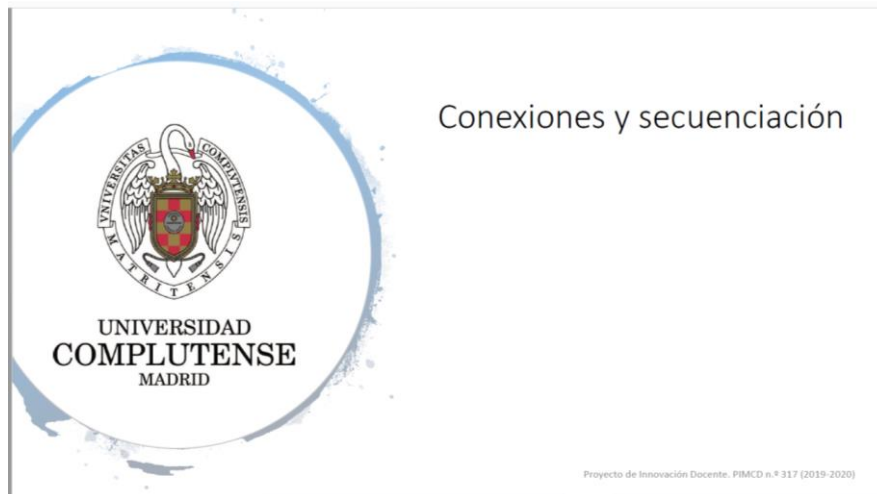 Conexiones y secuenciación
UNIVERSITAS COMPLUTENSIS
MATRITENSIS
UNIVERSIDAD
COMPLUTENSE
MADRID
Proyecto de Innovación Docente. PIMCD n.º 317 (2019-2020)